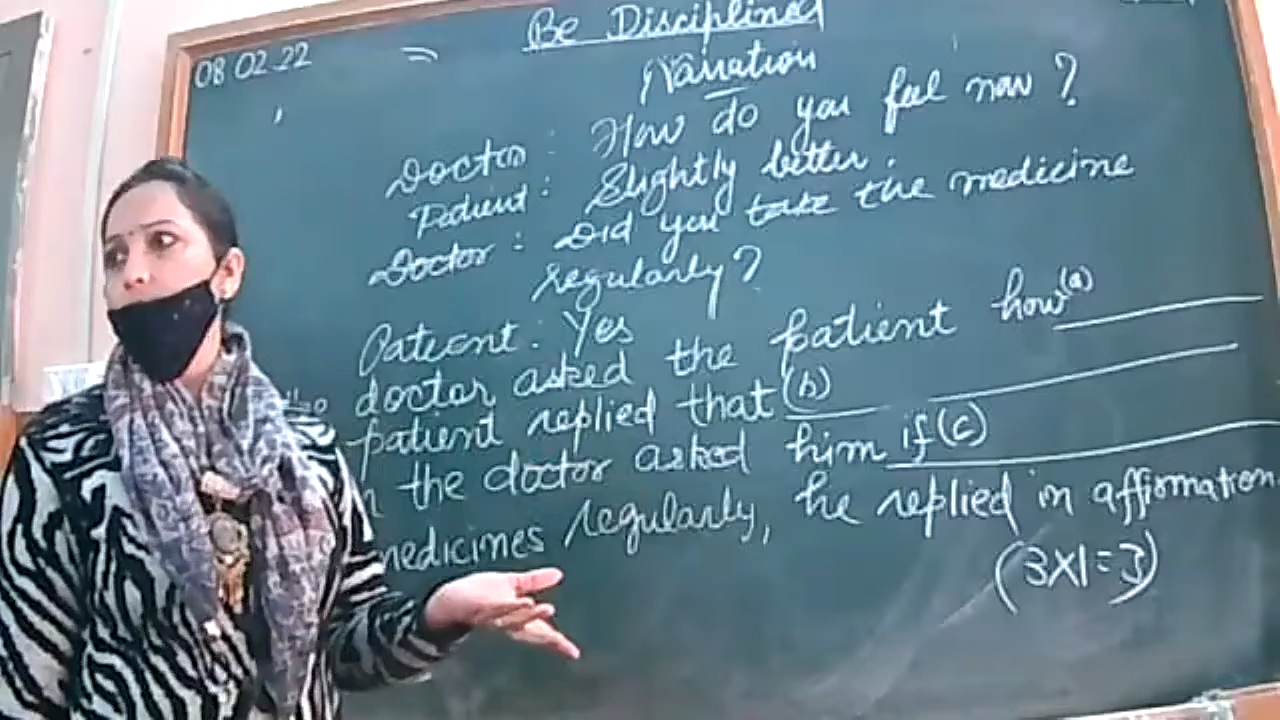 Be Disciplined
08.02.22
Narration
Doctor : How do you feel now ?
Patient : Slightly better.
Doctor : Did you take the medicine
regularly ?
Patient : Yes
doctor asked the patient how (a)
patient replied that (b)
the doctor asked him if (c)
medicines regularly, he replied in affirmation
(3X1=3)